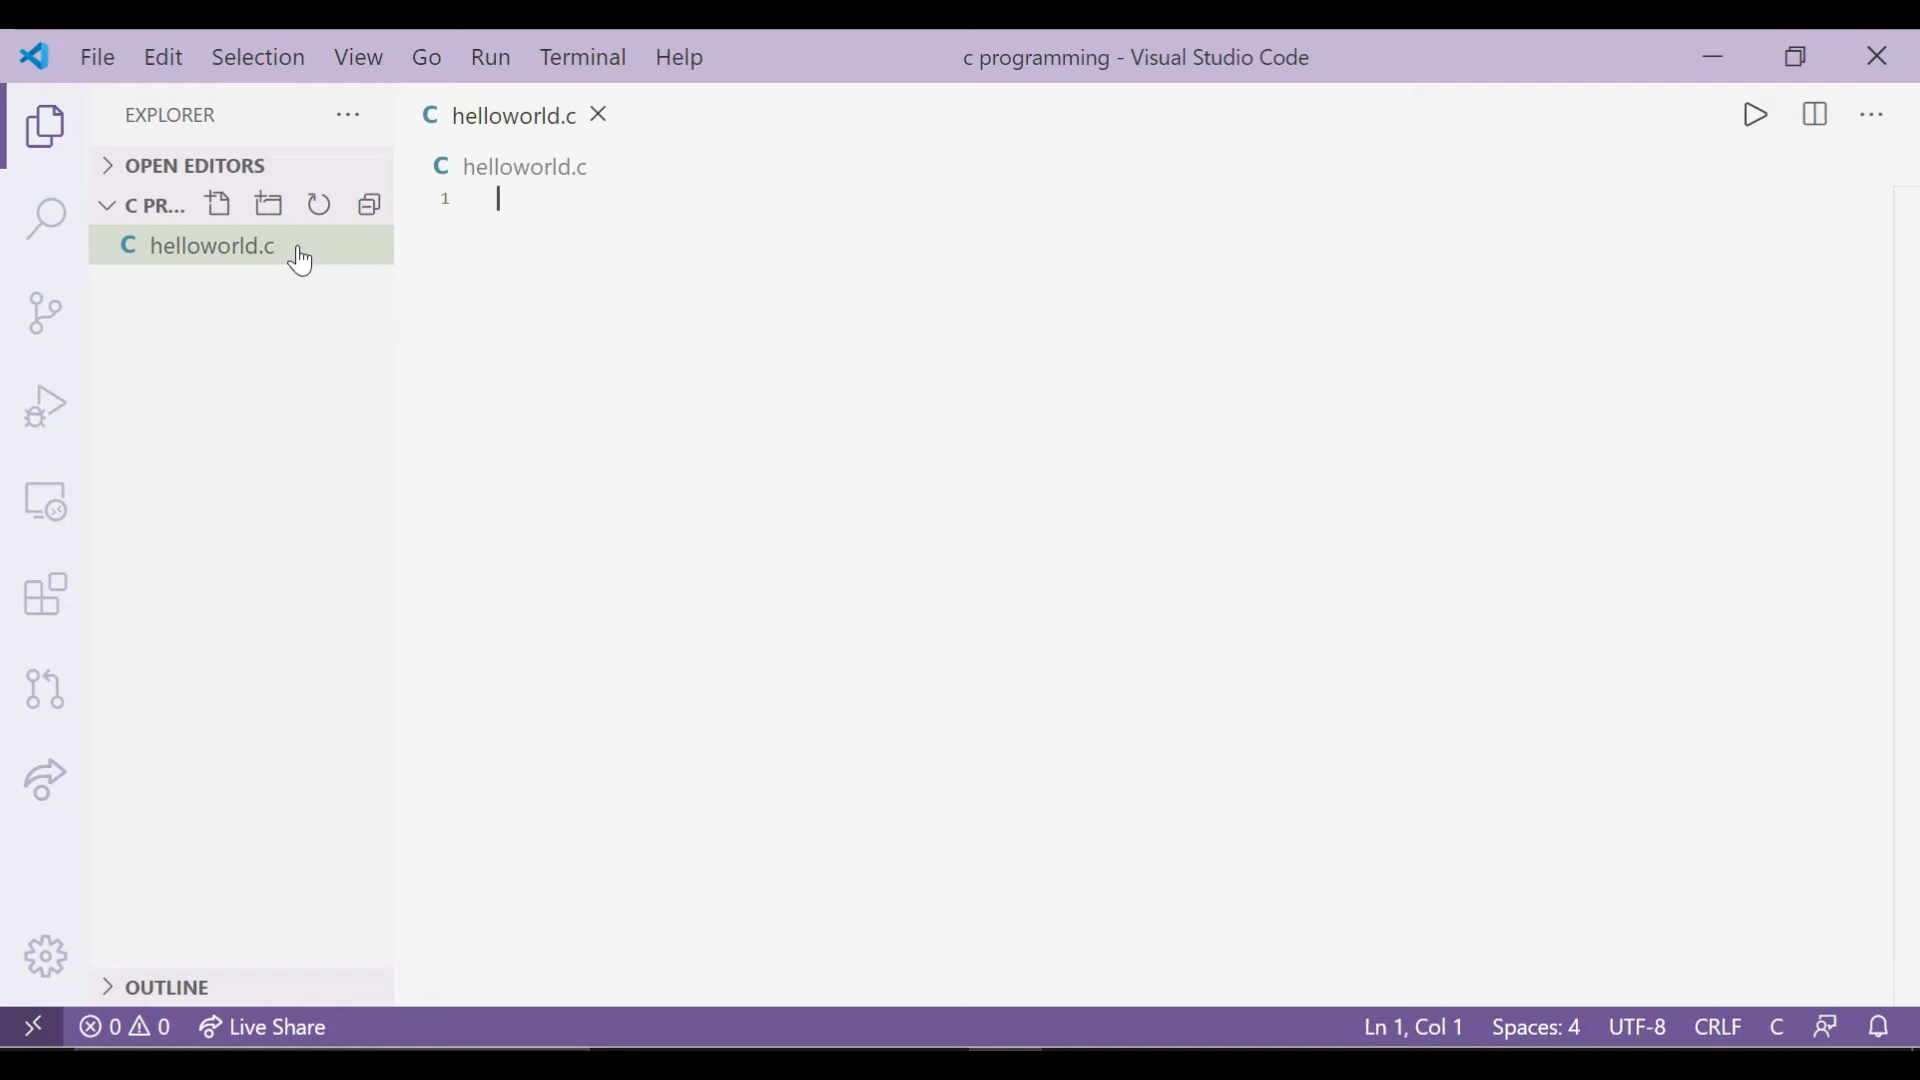 File Edit Selection View Go Run Terminal Help c programming - Visual Studio Code
EXPLORER ···
C helloworld.c
OPEN EDITORS
C helloworld.c
C PR...
1
C helloworld.c
OUTLINE
0 0 Live Share Ln 1, Col 1 Spaces: 4 UTF-8 CRLF C